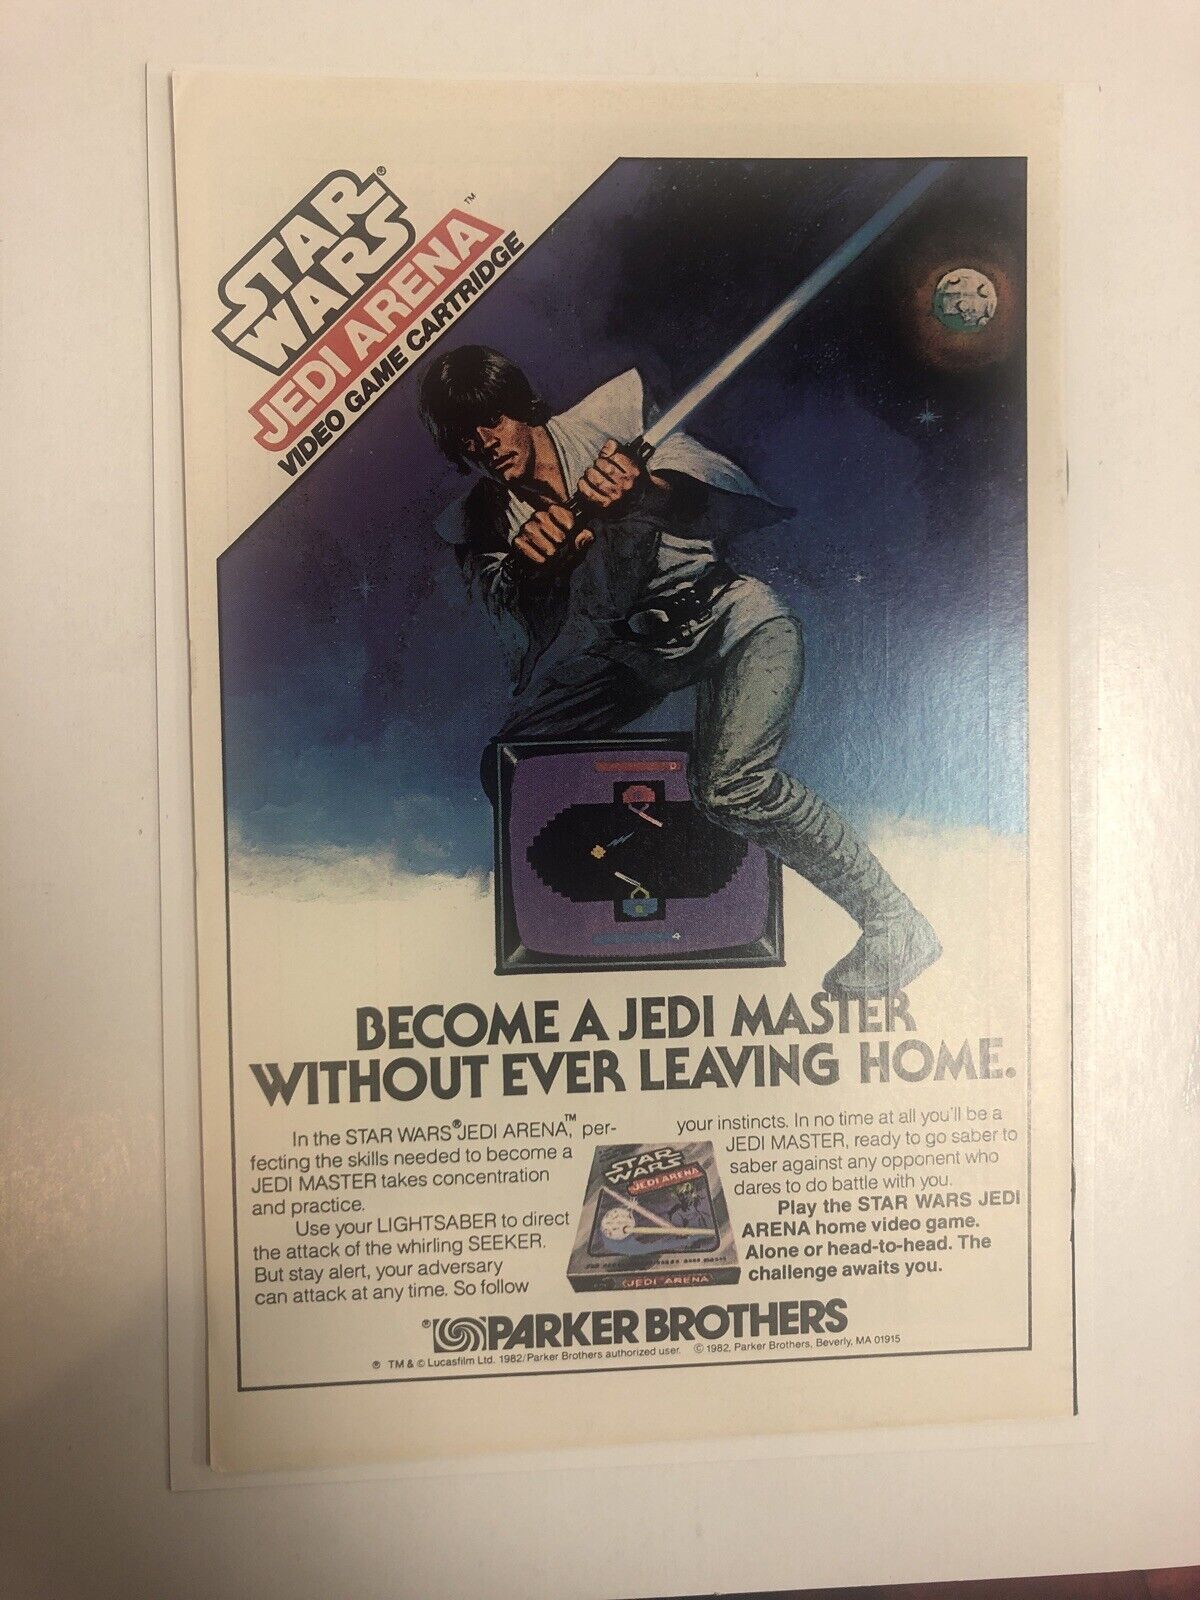 STAR
WARS®
JEDI ARENA™
VIDEO GAME CARTRIDGE
0
4
BECOME A JEDI MASTER
WITHOUT EVER LEAVING HOME.
In the STAR WARS® JEDI ARENA,™ per-
fecting the skills needed to become a
JEDI MASTER takes concentration
and practice.
Use your LIGHTSABER to direct
the attack of the whirling SEEKER.
But stay alert, your adversary
can attack at any time. So follow
your instincts. In no time at all you'll be a
JEDI MASTER, ready to go saber to
saber against any opponent who
dares to do battle with you.
Play the STAR WARS JEDI
ARENA home video game.
Alone or head-to-head. The
challenge awaits you.
STAR
WARS
JEDI ARENA
JEDI ARENA
® PARKER BROTHERS
® TM & © Lucasfilm Ltd. 1982/Parker Brothers authorized user. © 1982, Parker Brothers, Beverly, MA 01915